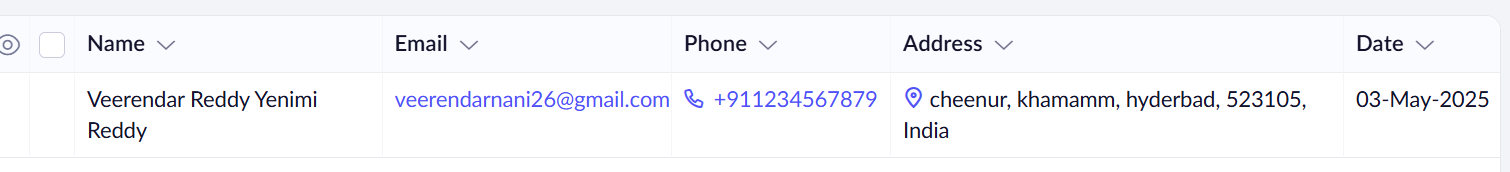 Name Email Phone Address Date
Veerendar Reddy Yenimi veerendarnani26@gmail.com +911234567879 cheenur, khamamm, hyderbad, 523105, 03-May-2025
Reddy India